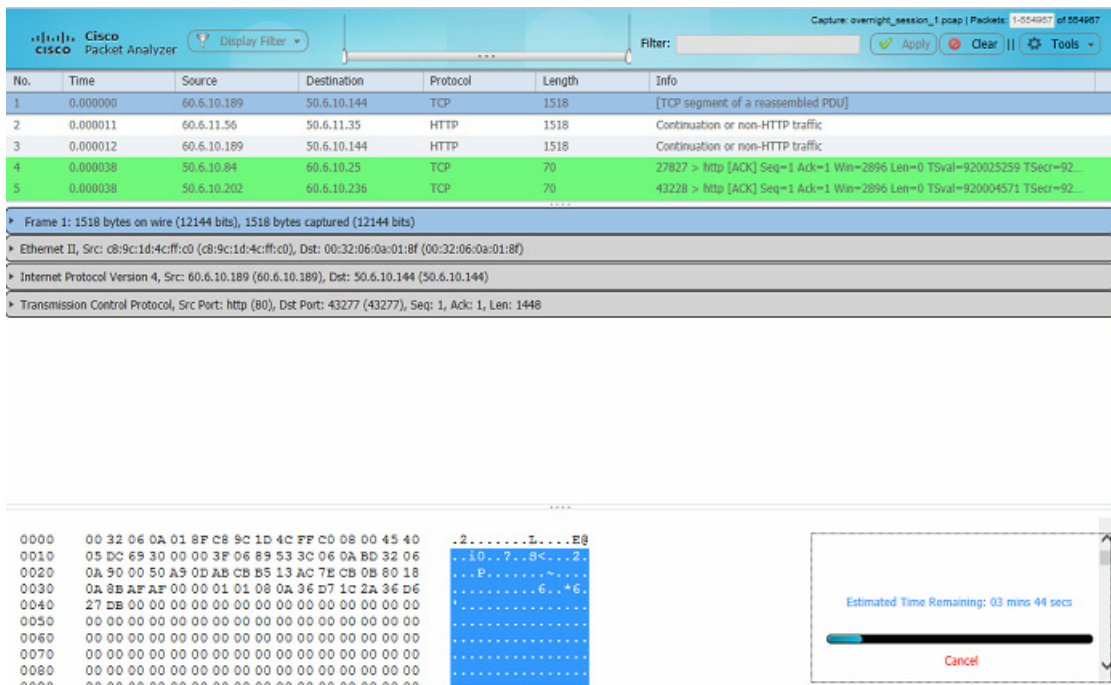 Capture: overnight_session_1.pcap | Packets: 1-554967 of 554967
Cisco Packet Analyzer
CISCO
Display Filter
Filter:
Apply
Clear
||
Tools
No. Time Source Destination Protocol Length Info
1 0.000000 60.6.10.189 50.6.10.144 TCP 1518 [TCP segment of a reassembled PDU]
2 0.000011 60.6.11.56 50.6.11.35 HTTP 1518 Continuation or non-HTTP traffic
3 0.000012 60.6.10.189 50.6.10.144 HTTP 1518 Continuation or non-HTTP traffic
4 0.000038 50.6.10.84 60.6.10.25 TCP 70 27827 > http [ACK] Seq=1 Ack=1 Win=2896 Len=0 TSval=920025259 TSecr=92...
5 0.000038 50.6.10.202 60.6.10.236 TCP 70 43228 > http [ACK] Seq=1 Ack=1 Win=2896 Len=0 TSval=920004571 TSecr=92...
Frame 1: 1518 bytes on wire (12144 bits), 1518 bytes captured (12144 bits)
Ethernet II, Src: c8:9c:1d:4c:ff:c0 (c8:9c:1d:4c:ff:c0), Dst: 00:32:06:0a:01:8f (00:32:06:0a:01:8f)
Internet Protocol Version 4, Src: 60.6.10.189 (60.6.10.189), Dst: 50.6.10.144 (50.6.10.144)
Transmission Control Protocol, Src Port: http (80), Dst Port: 43277 (43277), Seq: 1, Ack: 1, Len: 1448
0000 00 32 06 0A 01 8F C8 9C 1D 4C FF C0 08 00 45 40 .2.......L....E@
0010 05 DC 69 30 00 00 3F 06 89 53 3C 06 0A BD 32 06 ..i0..?..S<...2.
0020 0A 90 00 50 A9 0D AB CB B5 13 AC 7E CB 0B 80 18 ...P.......~....
0030 0A 8B AF AF 00 00 01 01 08 0A 36 D7 1C 2A 36 D6 ..........6..*6.
0040 27 DB 00 00 00 00 00 00 00 00 00 00 00 00 00 00 '...............
0050 00 00 00 00 00 00 00 00 00 00 00 00 00 00 00 00 ................
0060 00 00 00 00 00 00 00 00 00 00 00 00 00 00 00 00 ................
0070 00 00 00 00 00 00 00 00 00 00 00 00 00 00 00 00 ................
0080 00 00 00 00 00 00 00 00 00 00 00 00 00 00 00 00 ................
Estimated Time Remaining: 03 mins 44 secs
Cancel